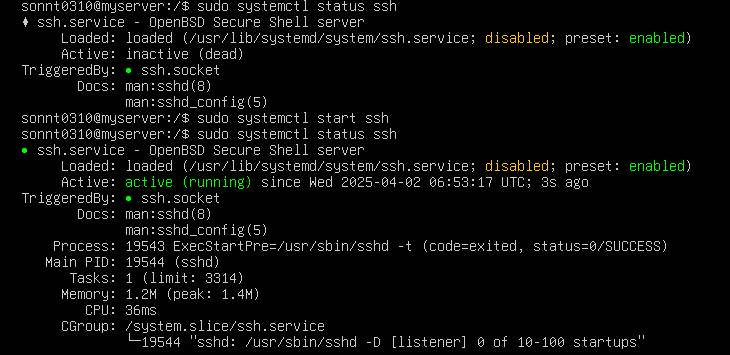 sonnt0310@myserver:/$ sudo systemctl status ssh
♦ ssh.service - OpenBSD Secure Shell server
Loaded: loaded (/usr/lib/systemd/system/ssh.service; disabled; preset: enabled)
Active: inactive (dead)
TriggeredBy: • ssh.socket
Docs: man:sshd(8)
man:sshd_config(5)
sonnt0310@myserver:/$ sudo systemctl start ssh
sonnt0310@myserver:/$ sudo systemctl status ssh
• ssh.service - OpenBSD Secure Shell server
Loaded: loaded (/usr/lib/systemd/system/ssh.service; disabled; preset: enabled)
Active: active (running) since Wed 2025-04-02 06:53:17 UTC; 3s ago
TriggeredBy: • ssh.socket
Docs: man:sshd(8)
man:sshd_config(5)
Process: 19543 ExecStartPre=/usr/sbin/sshd -t (code=exited, status=0/SUCCESS)
Main PID: 19544 (sshd)
Tasks: 1 (limit: 3314)
Memory: 1.2M (peak: 1.4M)
CPU: 36ms
CGroup: /system.slice/ssh.service
└─19544 "sshd: /usr/sbin/sshd -D [listener] 0 of 10-100 startups"